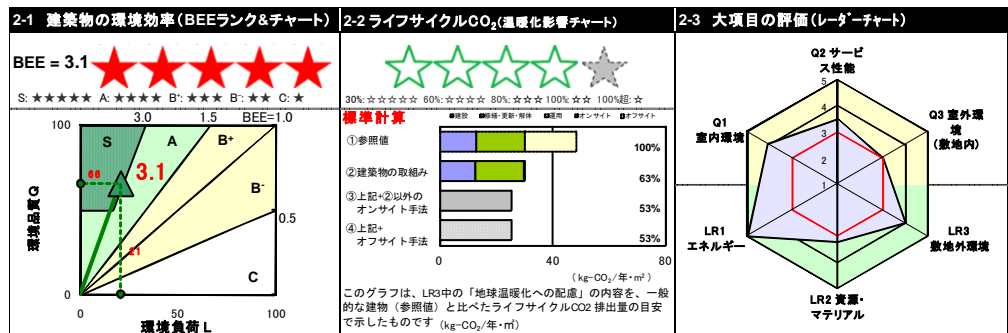 2-1 建築物の環境効率(BEEランク&チャート)
BEE = 3.1
S: ★★★★★ A: ★★★★ B⁺: ★★★ B⁻: ★★ C: ★
3.0 1.5 BEE=1.0
100
S
A
B⁺
3.1
66
B⁻
0.5
環境品質Q
21
C
0
0 50 100
環境負荷 L
2-2 ライフサイクルCO₂(温暖化影響チャート)
30%: ☆☆☆☆☆ 60%: ☆☆☆☆ 80%: ☆☆☆ 100%: ☆☆ 100%超: ☆
標準計算
■建設 ■修繕・更新・解体 ■運用 ■オンサイト ■オフサイト
①参照値
100%
②建築物の取組み
63%
③上記+②以外の
オンサイト手法
53%
④上記+
オフサイト手法
53%
0 40 80
(kg-CO₂/年・m²)
このグラフは、LR3中の「地球温暖化への配慮」の内容を、一般
的な建物(参照値)と比べたライフサイクルCO2 排出量の目安
で示したものです (kg-CO₂/年・㎡)
2-3 大項目の評価(レーダーチャート)
Q2 サービ
ス性能
5
4
3
2
1
Q1
室内環境
Q3 室外環
境
(敷地内)
LR1
エネルギー
LR3
敷地外環境
LR2 資源・
マテリアル